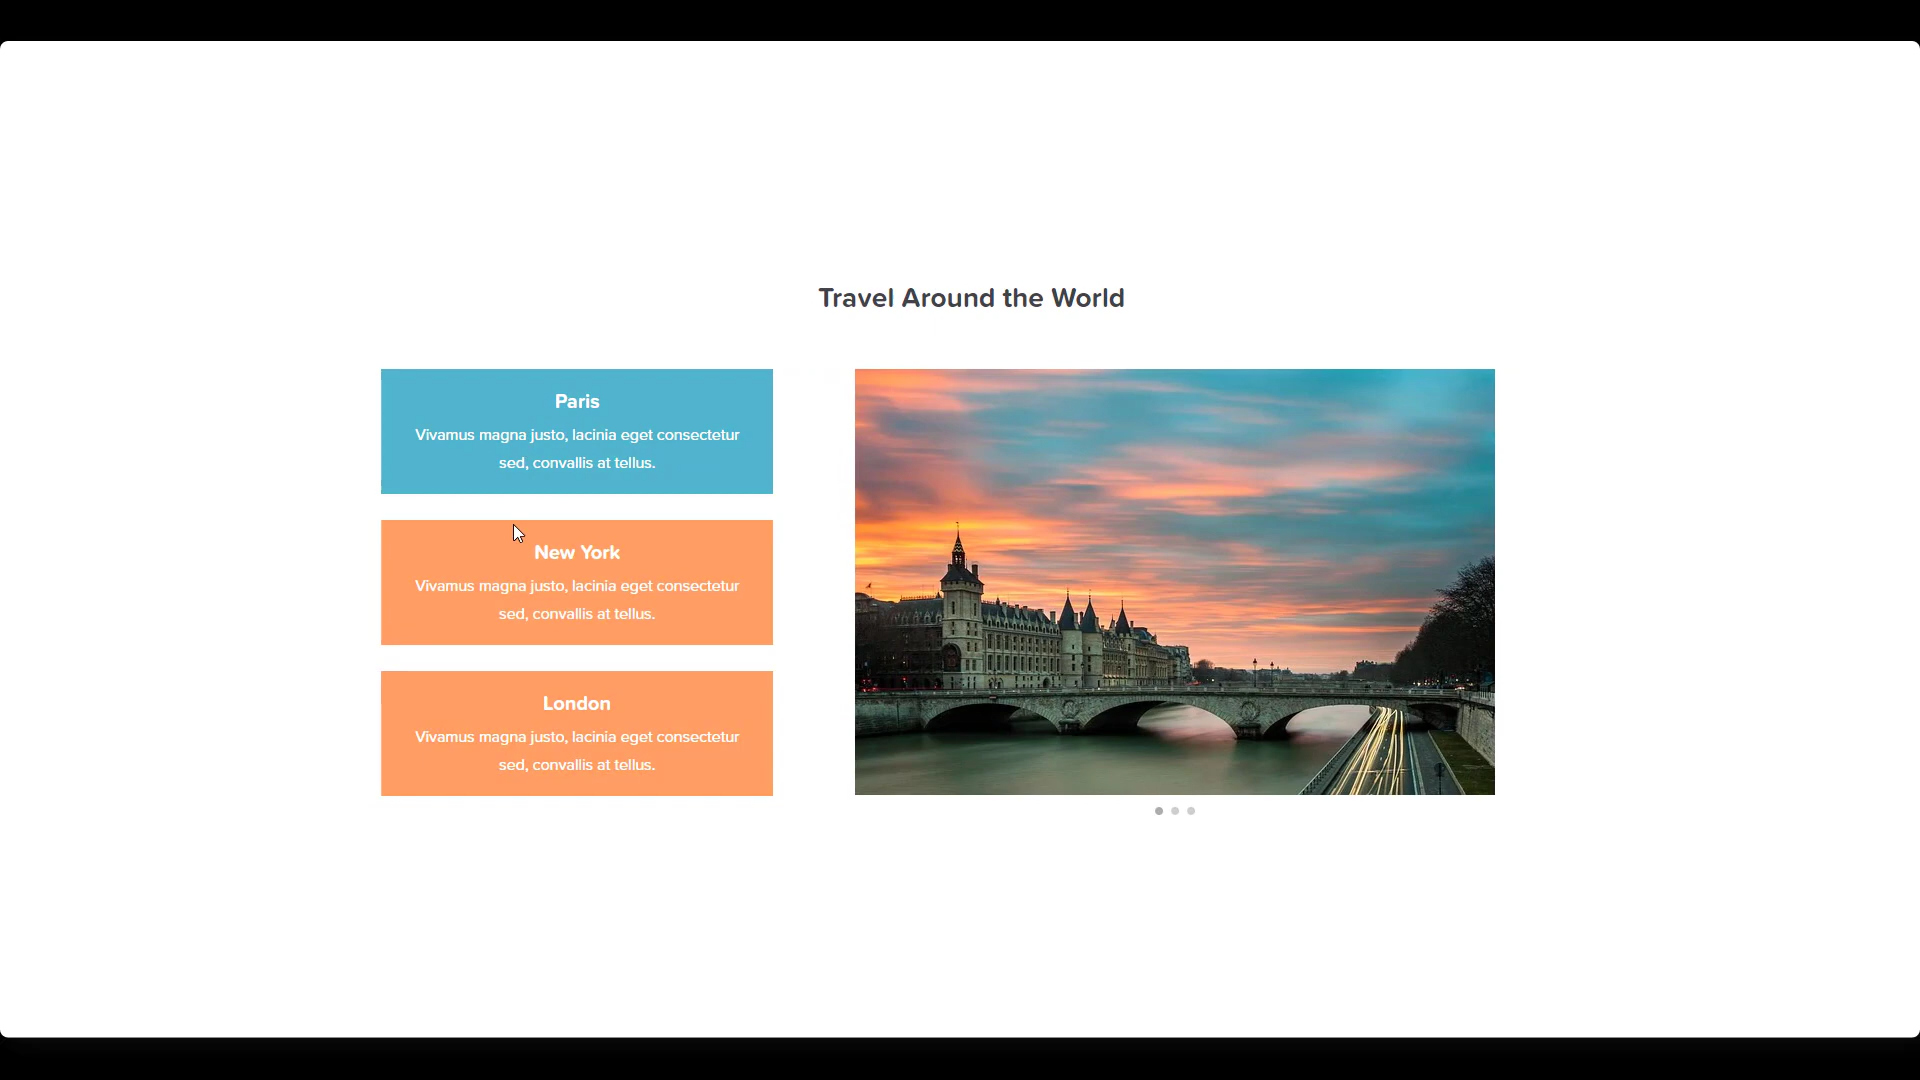 Travel Around the World
Paris
Vivamus magna justo, lacinia eget consectetur
sed, convallis at tellus.
New York
Vivamus magna justo, lacinia eget consectetur
sed, convallis at tellus.
London
Vivamus magna justo, lacinia eget consectetur
sed, convallis at tellus.